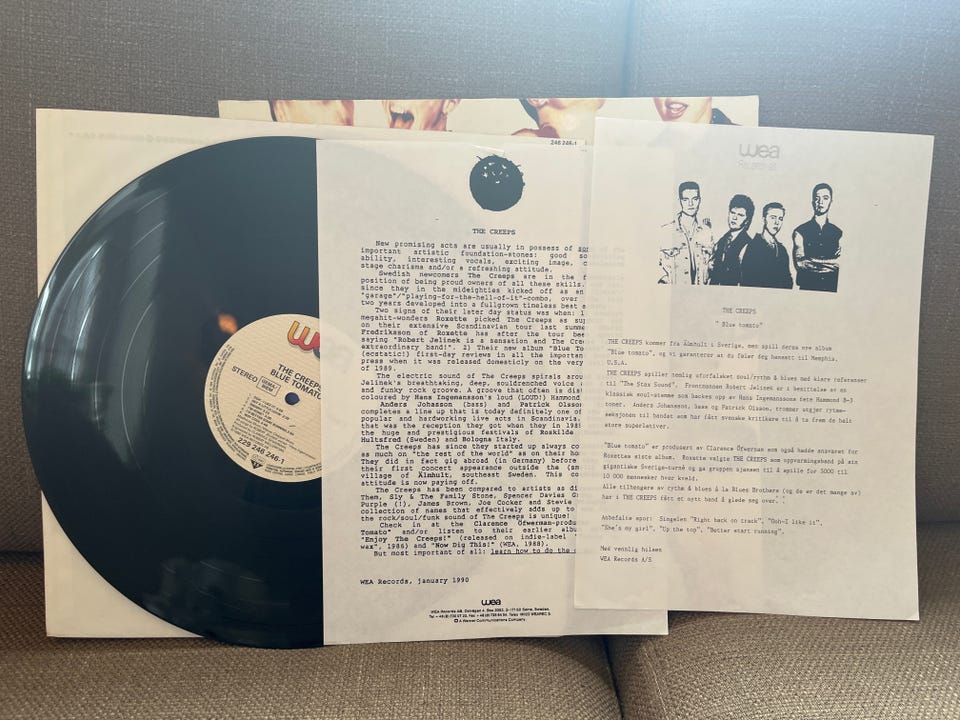 wea
THE CREEPS
BLUE TOMATO
STEREO
GEMA/
BIEM
229 246 246-1
246 246-1
THE CREEPS
New promising acts are usually in possess of
important artistic foundation-stones: good
ability, interesting vocals, exciting image,
stage charisma and/or a refreshing attitude.
Swedish newcomers The Creeps are in the
position of being proud owners of all these skills.
since they in the mideighties kicked off as
"garage"/"playing-for-the-hell-of-it"-combo, over
two years developed into a fullgrown timeless beat
Two signs of their later day status was when: 1
megahit-wonders Roxette picked The Creeps as
on their extensive Scandinavian tour last
Fredriksson of Roxette has after the tour
saying "Robert Jelinek is a sensation and The
extraordinary band!". 2) Their new album "Blue
(ecstatic!) first-day reviews in all the important
press when it was released domesticly on the very
of 1989.
The electric sound of The Creeps spirals
Jelinek's breathtaking, deep, souldrenched voice
and funky rock groove. A groove that often is
coloured by Hans Ingemansson's loud (LOUD!) Hammond
Anders Johasson (bass) and Patrick
completes a line up that is today definitely one of
popular and hardworking live acts in Scandinavia.
that was the reception they got when they in
the huge and prestigious festivals of Roskilde
Hultsfred (Sweden) and Bologna Italy.
The Creeps has since they started up always
as much on "the rest of the world" as on their
They did in fact gig abroad (in Germany) before
their first concert appearance outside the
village of Älmhult, southeast Sweden. This
attitude is now paying off.
The Creeps has been compared to artists as
Them, Sly & The Family Stone, Spencer Davies
Purple (!), James Brown, Joe Cocker and Stevie
collection of names that effectively adds up to
the rock/soul/funk sound of The Creeps is unique!
Check in at the Clarence Öfwerman-produ
Tomato" and/or listen to their earlier
"Enjoy The Creeps!" (released on indie-label
wax", 1986) and "Now Dig This!" (WEA, 1988).
But most important of all: learn how to do the
WEA Records, january 1990
wea
WEA Records AB,
A Warner Communications Company
wea
Records
THE CREEPS
" Blue tomato"
THE CREEPS kommer fra Älmhult i Sverige, men spill deres nye album
"Blue tomato", og vi garanterer at du føler deg hensatt til Memphis,
U.S.A.
THE CREEPS spiller nemlig uforfalsket soul/rythm & blues med klare referanser
til "The Stax Sound". Frontmannen Robert Jelinek er i besittelse av en
klassisk soul-stemme som backes opp av Hans Ingemanssons fete Hammond B-3
toner. Anders Johansson, bass og Patrick Olsson, trommer utgjør rytme-
seksjonen til bandet som har fått svenske kritikere til å ta frem de helt
store superlativer.
"Blue tomato" er produsert av Clarance Öfwerman som også hadde ansvaret for
Roxettes siste album. Roxette valgte THE CREEPS som oppvarmingsband på sin
gigantiske Sverige-turné og ga gruppen sjansen til å spille for 5000 til
10 000 mennesker hver kveld.
Alle tilhengere av rythm & blues á la Blues Brothers (og de er det mange av)
har i THE CREEPS fått et nytt band å glede seg over.
Anbefalte spor: Singelen "Right back on track", "Ooh-I like it",
"She's my girl", "Up the top", "Better start running".
Med vennlig hilsen
WEA Records A/S